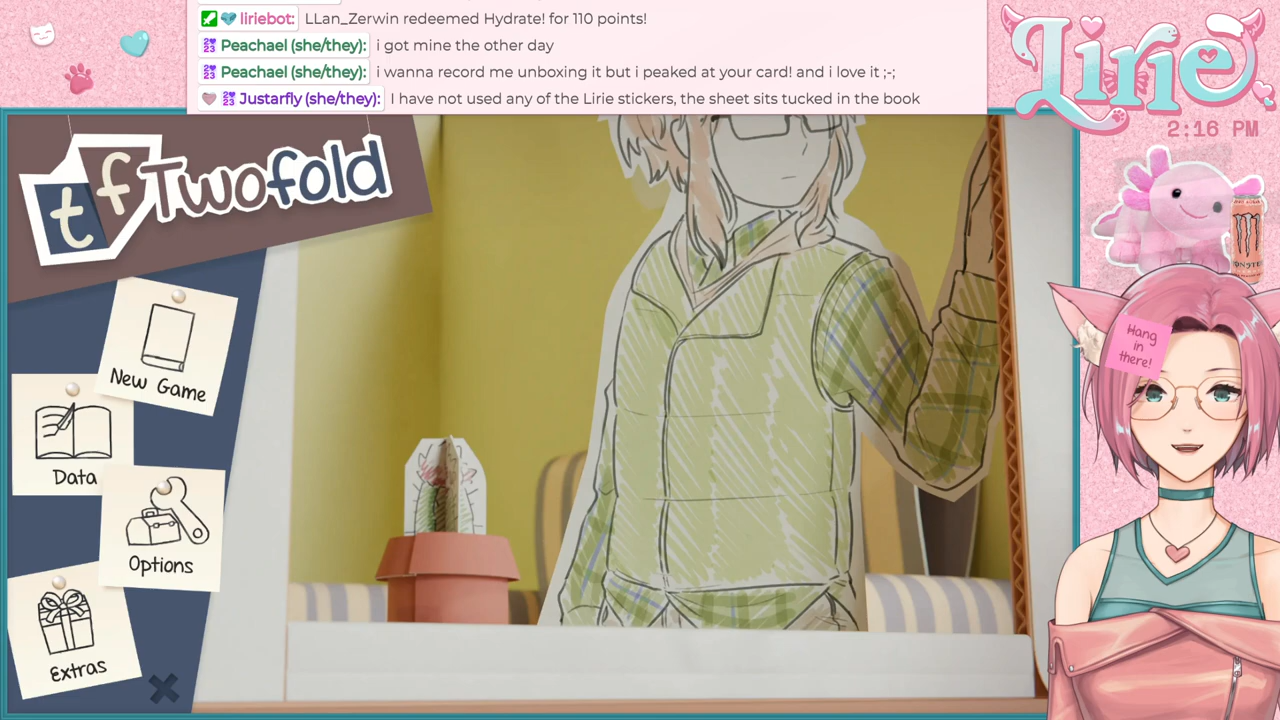 liriebot: LLan_Zerwin redeemed Hydrate! for 110 points!
Peachael (she/they): i got mine the other day
Peachael (she/they): i wanna record me unboxing it but i peaked at your card! and i love it ;-;
Justarfly (she/they): I have not used any of the Lirie stickers, the sheet sits tucked in the book
Lirie
2:16 PM
tf Twofold
New Game
Data
Options
Extras
Hang
in
there!